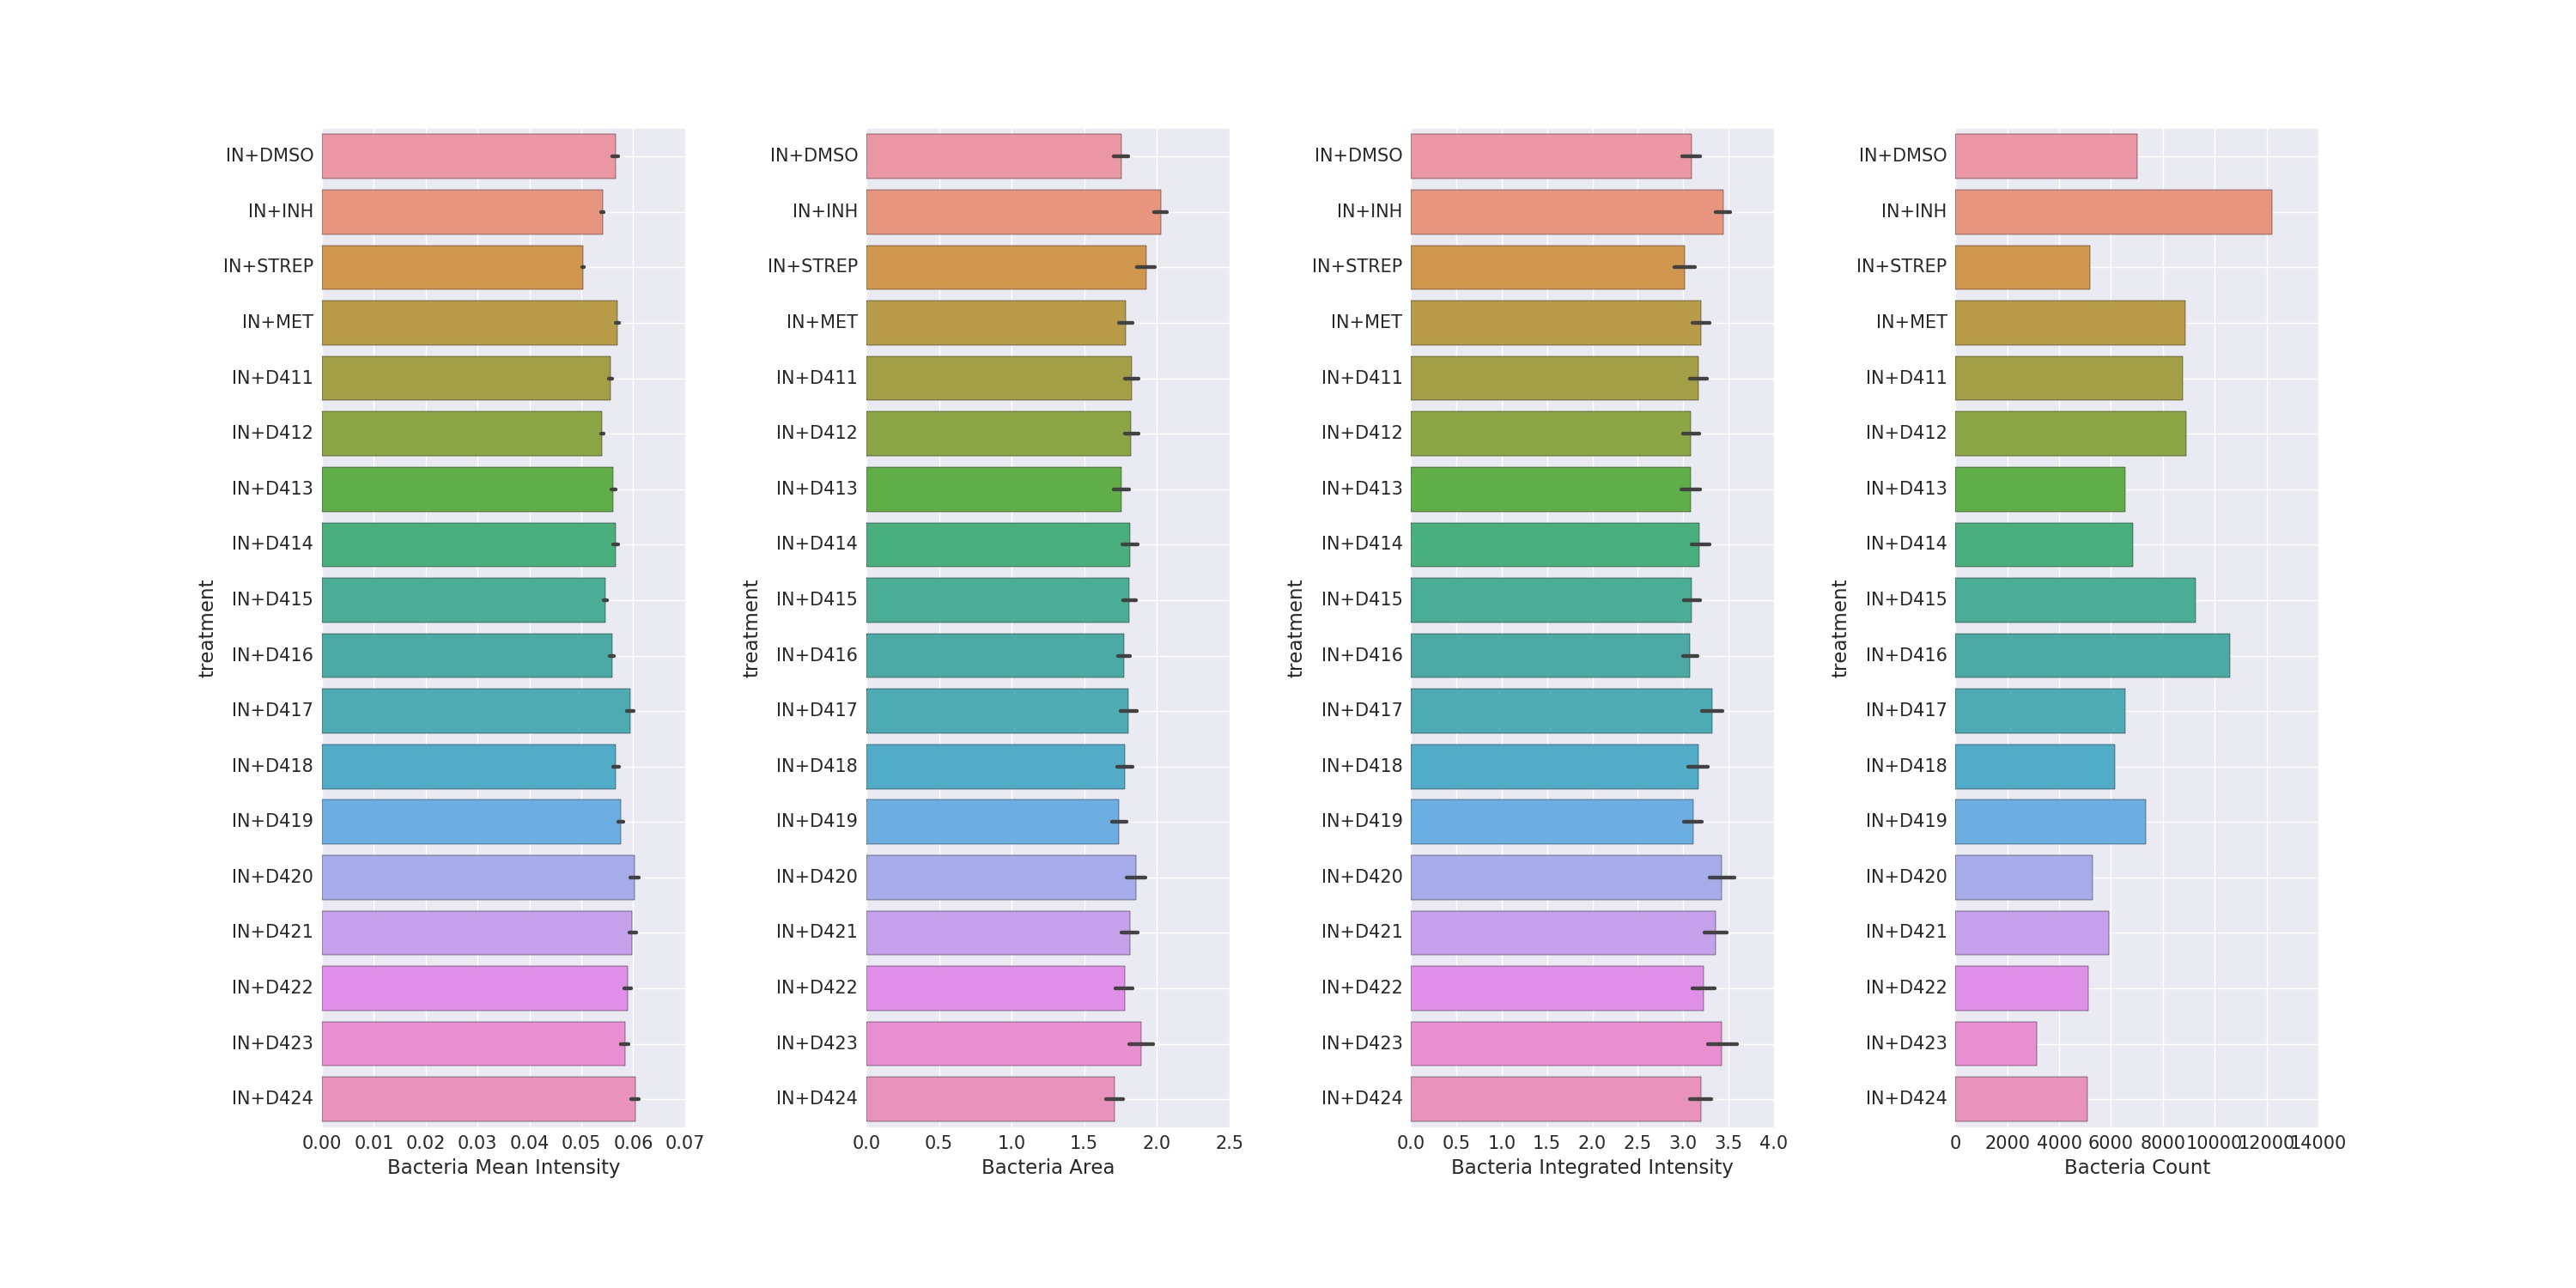 IN+DMSO
IN+INH
IN+STREP
IN+MET
IN+D411
IN+D412
IN+D413
IN+D414
IN+D415
IN+D416
IN+D417
IN+D418
IN+D419
IN+D420
IN+D421
IN+D422
IN+D423
IN+D424
treatment
0.00 0.01 0.02 0.03 0.04 0.05 0.06 0.07
Bacteria Mean Intensity
IN+DMSO
IN+INH
IN+STREP
IN+MET
IN+D411
IN+D412
IN+D413
IN+D414
IN+D415
IN+D416
IN+D417
IN+D418
IN+D419
IN+D420
IN+D421
IN+D422
IN+D423
IN+D424
treatment
0.0 0.5 1.0 1.5 2.0 2.5
Bacteria Area
IN+DMSO
IN+INH
IN+STREP
IN+MET
IN+D411
IN+D412
IN+D413
IN+D414
IN+D415
IN+D416
IN+D417
IN+D418
IN+D419
IN+D420
IN+D421
IN+D422
IN+D423
IN+D424
treatment
0.0 0.5 1.0 1.5 2.0 2.5 3.0 3.5 4.0
Bacteria Integrated Intensity
IN+DMSO
IN+INH
IN+STREP
IN+MET
IN+D411
IN+D412
IN+D413
IN+D414
IN+D415
IN+D416
IN+D417
IN+D418
IN+D419
IN+D420
IN+D421
IN+D422
IN+D423
IN+D424
treatment
0 2000 4000 6000 8000 10000 12000 14000
Bacteria Count